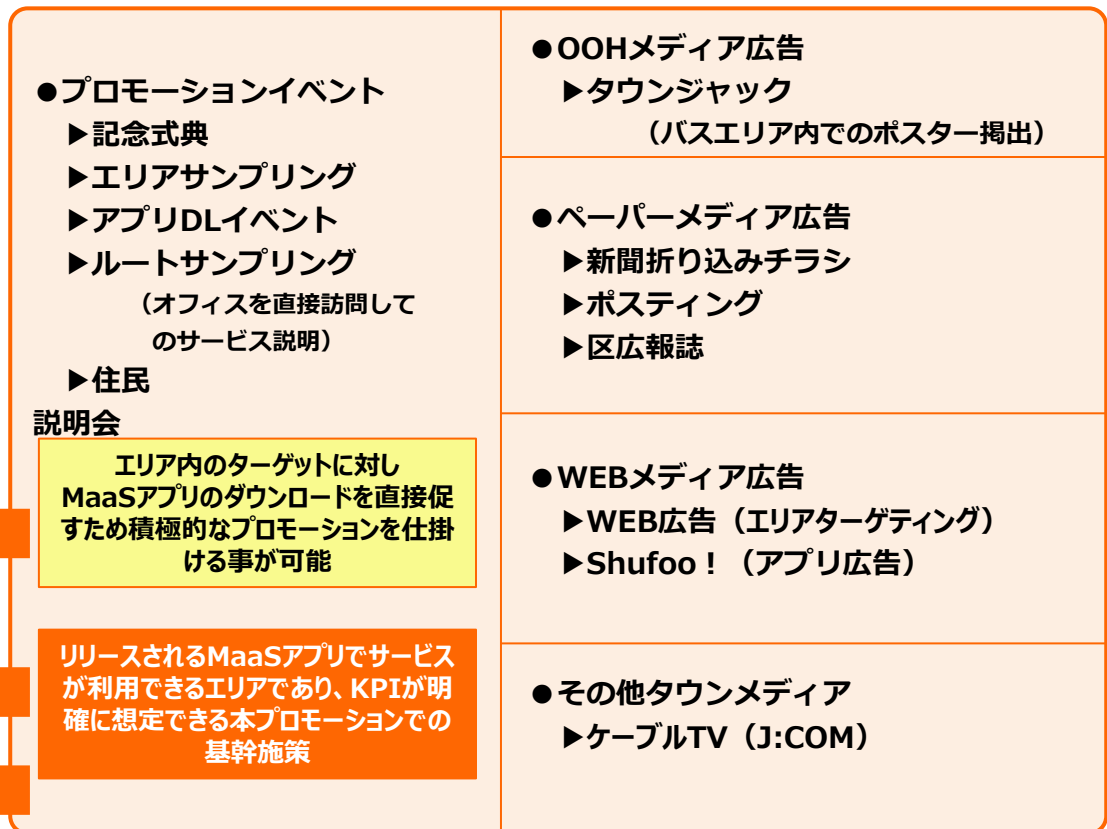 ●プロモーションイベント
▶記念式典
▶エリアサンプリング
▶アプリDLイベント
▶ルートサンプリング
（オフィスを直接訪問して
のサービス説明）
▶住民
説明会
エリア内のターゲットに対し
MaaSアプリのダウンロードを直接促
すため積極的なプロモーションを仕掛
ける事が可能
リリースされるMaaSアプリでサービス
が利用できるエリアであり、KPIが明
確に想定できる本プロモーションでの
基幹施策
●OOHメディア広告
▶タウンジャック
（バスエリア内でのポスター掲出）
●ペーパーメディア広告
▶新聞折り込みチラシ
▶ポスティング
▶区広報誌
●WEBメディア広告
▶WEB広告（エリアターゲティング）
▶Shufoo！（アプリ広告）
●その他タウンメディア
▶ケーブルTV（J:COM）